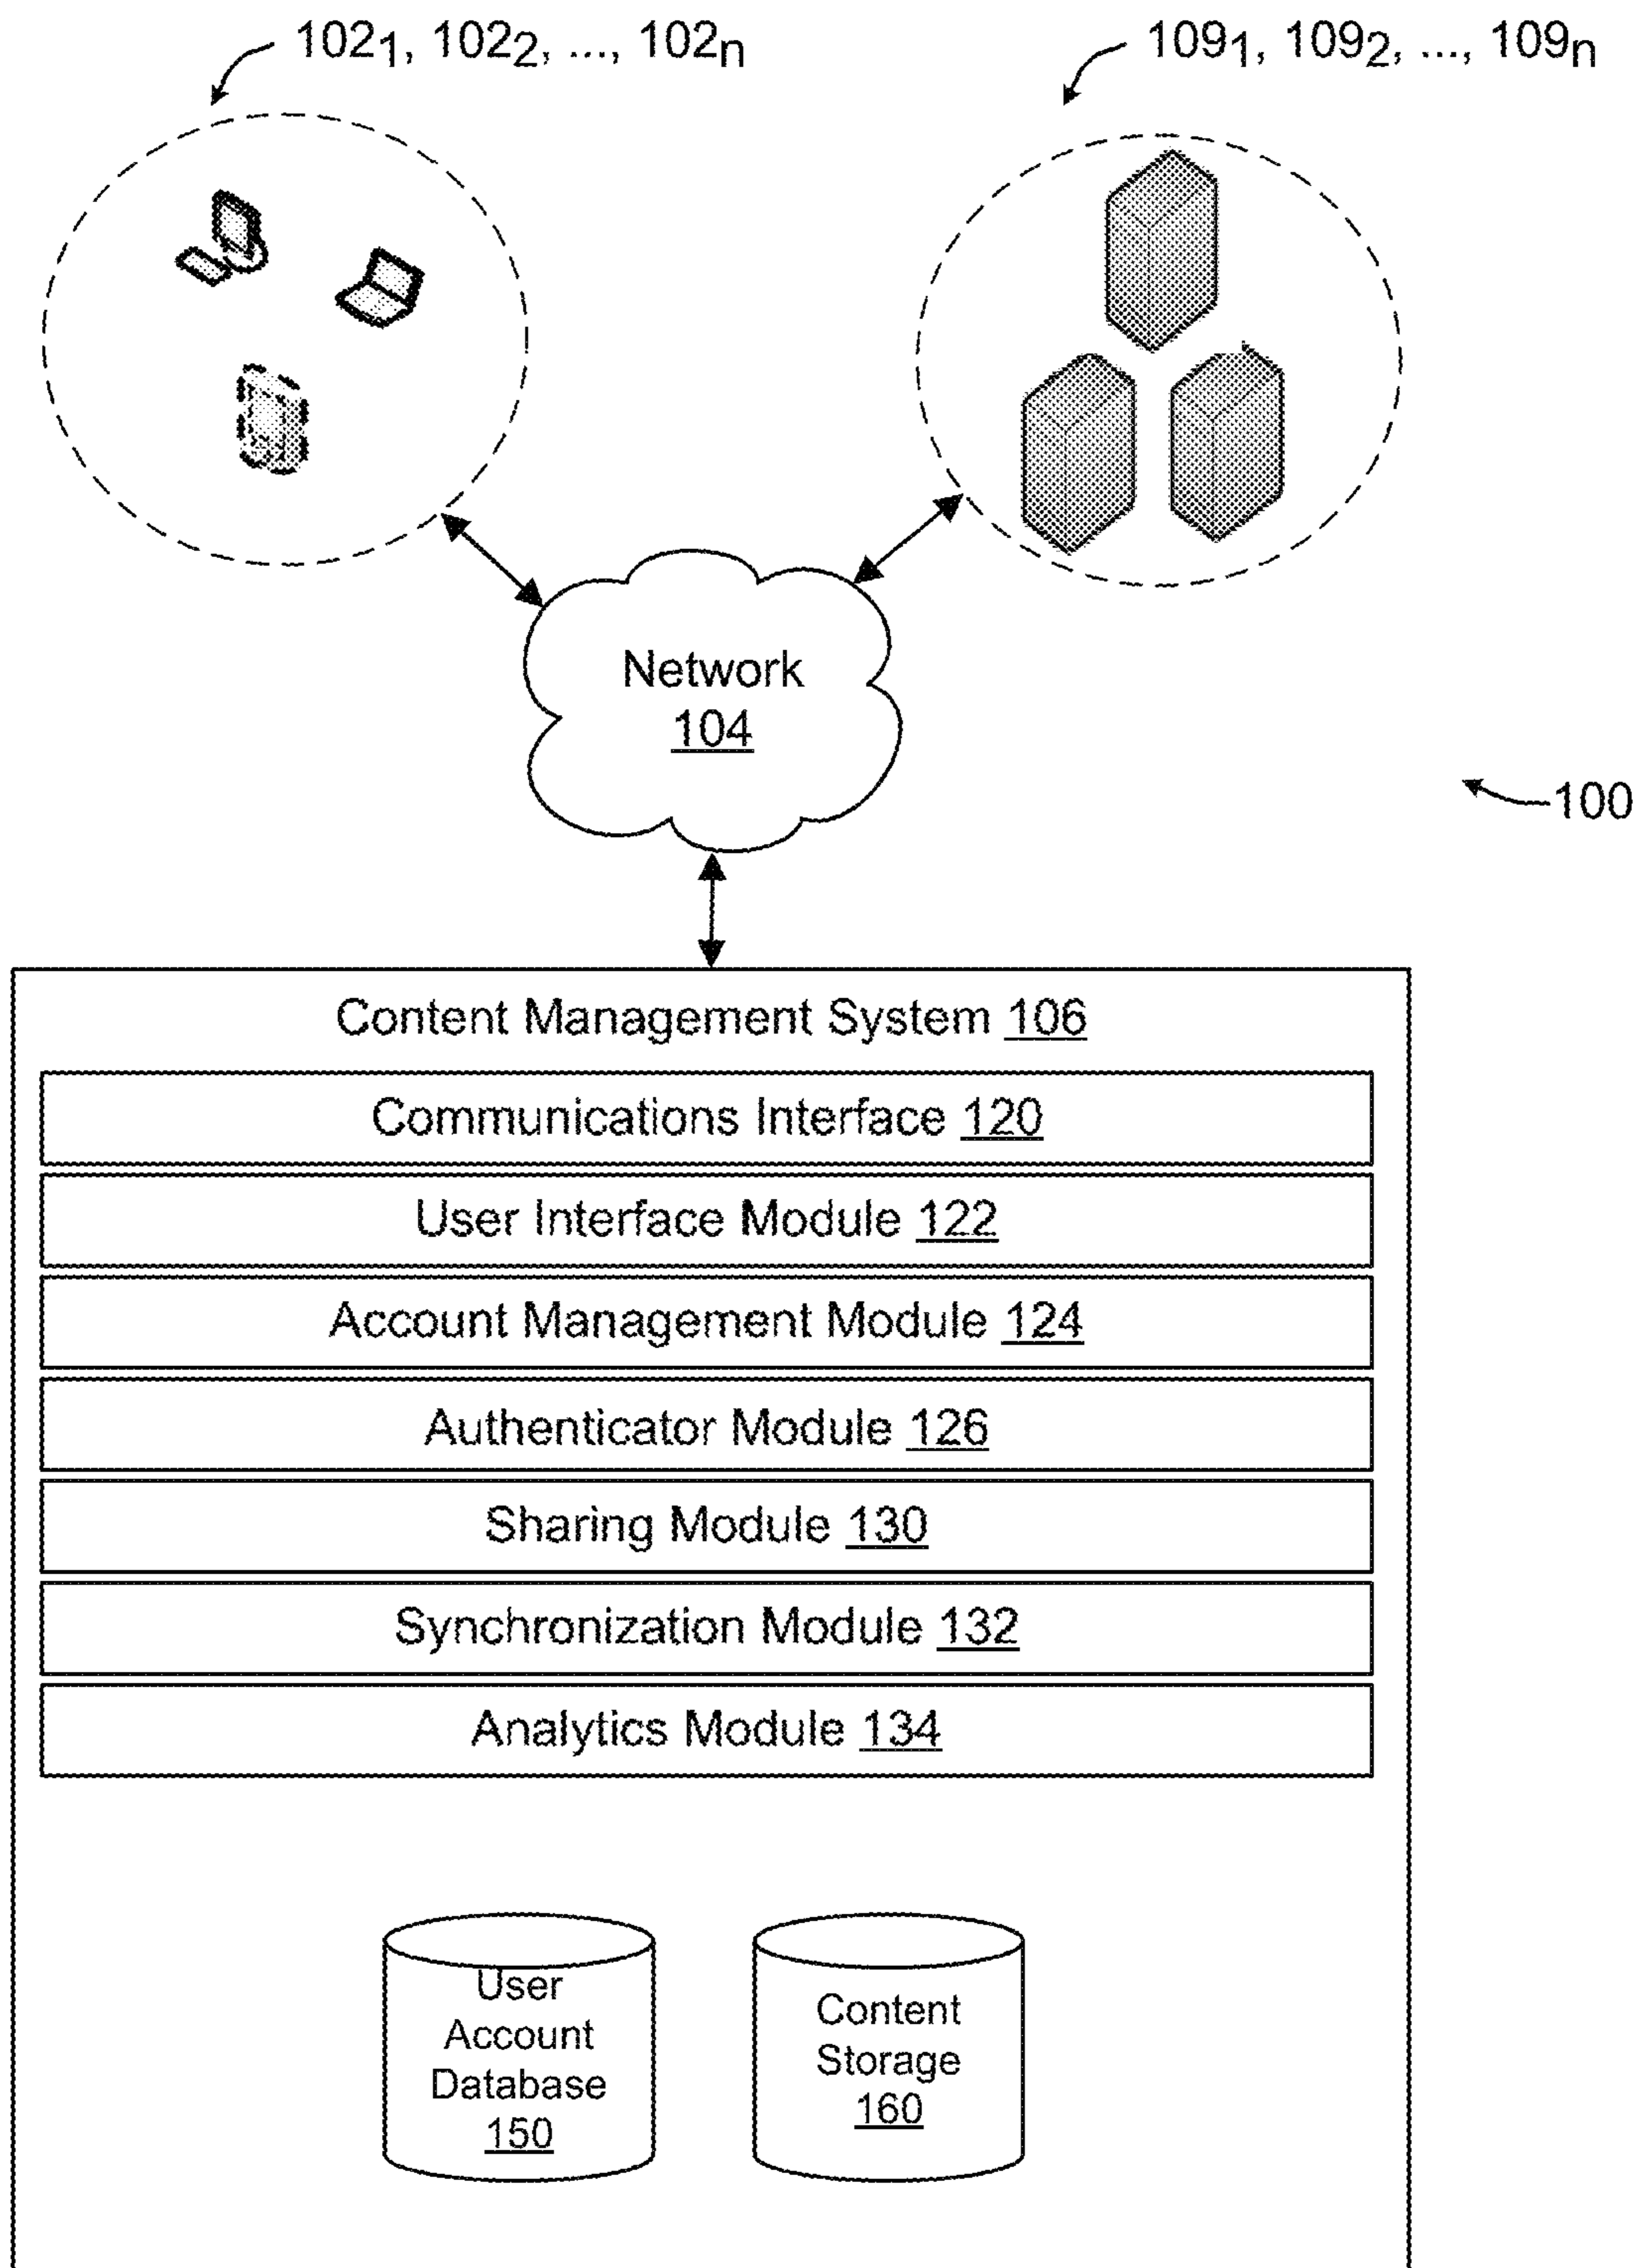 102₁, 102₂, ..., 102ₙ
109₁, 109₂, ..., 109ₙ
Network
104
100
Content Management System 106
Communications Interface 120
User Interface Module 122
Account Management Module 124
Authenticator Module 126
Sharing Module 130
Synchronization Module 132
Analytics Module 134
User
Account
Database
150
Content
Storage
160